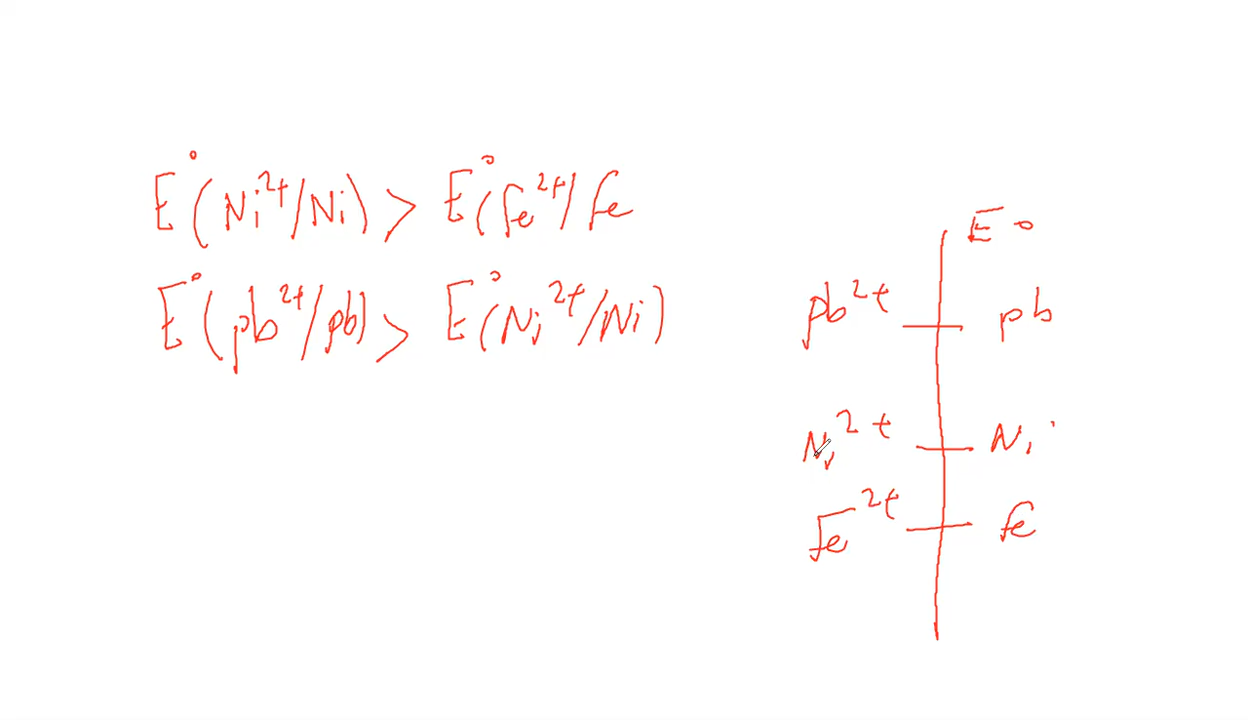 E°(Ni²⁺/Ni) > E°(fe²⁺/fe
E°(pb²⁺/pb) > E°(Ni²⁺/Ni)
E°
pb²⁺ pb
Ni²⁺ Ni
fe²⁺ fe